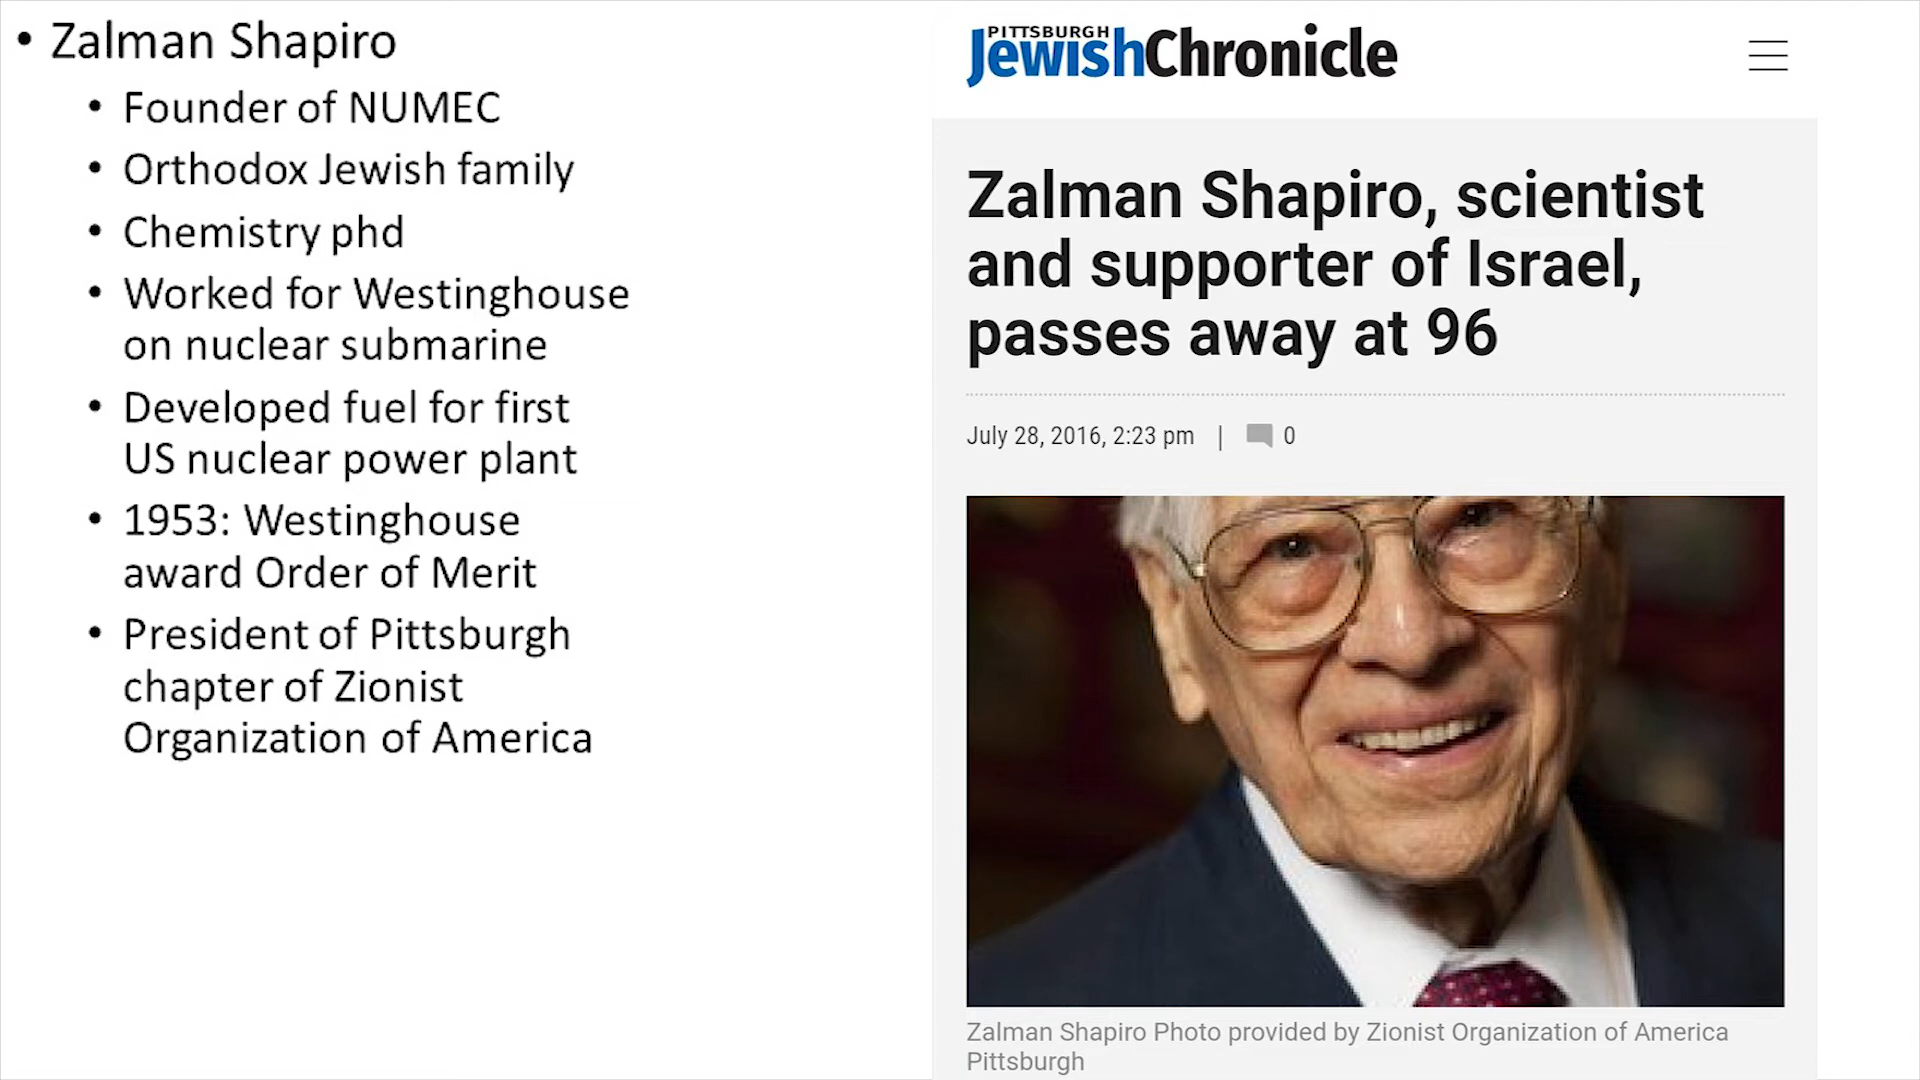 • Zalman Shapiro
• Founder of NUMEC
• Orthodox Jewish family
• Chemistry phd
• Worked for Westinghouse
on nuclear submarine
• Developed fuel for first
US nuclear power plant
• 1953: Westinghouse
award Order of Merit
• President of Pittsburgh
chapter of Zionist
Organization of America
PITTSBURGH
JewishChronicle
Zalman Shapiro, scientist
and supporter of Israel,
passes away at 96
July 28, 2016, 2:23 pm | 0
Zalman Shapiro Photo provided by Zionist Organization of America
Pittsburgh